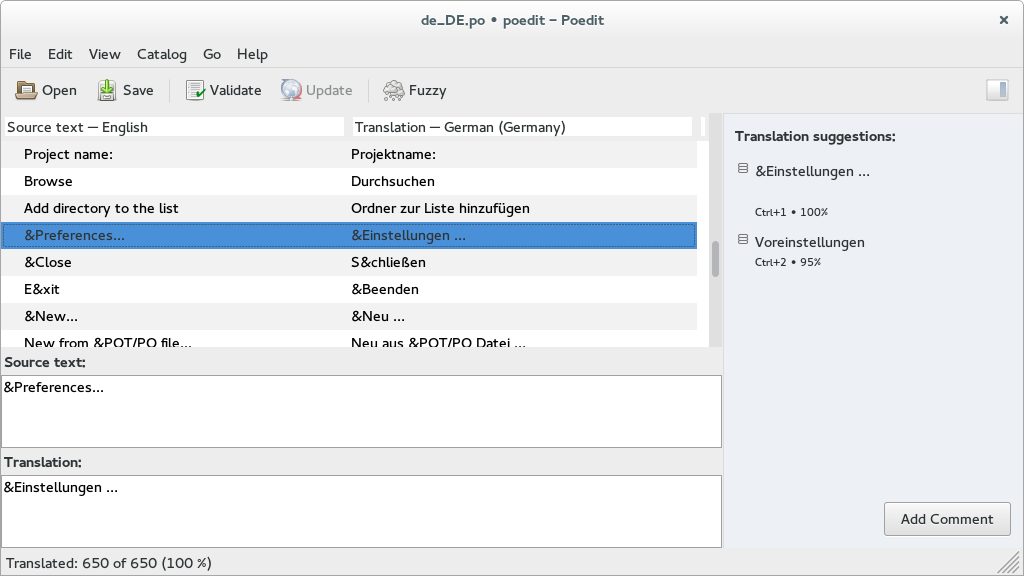 de_DE.po • poedit – Poedit
File Edit View Catalog Go Help
Open Save Validate Update Fuzzy
Source text — English Translation — German (Germany)
Project name: Projektname:
Browse Durchsuchen
Add directory to the list Ordner zur Liste hinzufügen
&Preferences... &Einstellungen ...
&Close S&chließen
E&xit &Beenden
&New... &Neu ...
New from &POT/PO file... Neu aus &POT/PO Datei ...
Source text:
&Preferences...
Translation:
&Einstellungen ...
Translated: 650 of 650 (100 %)
Translation suggestions:
&Einstellungen ...
Ctrl+1 • 100%
Voreinstellungen
Ctrl+2 • 95%
Add Comment